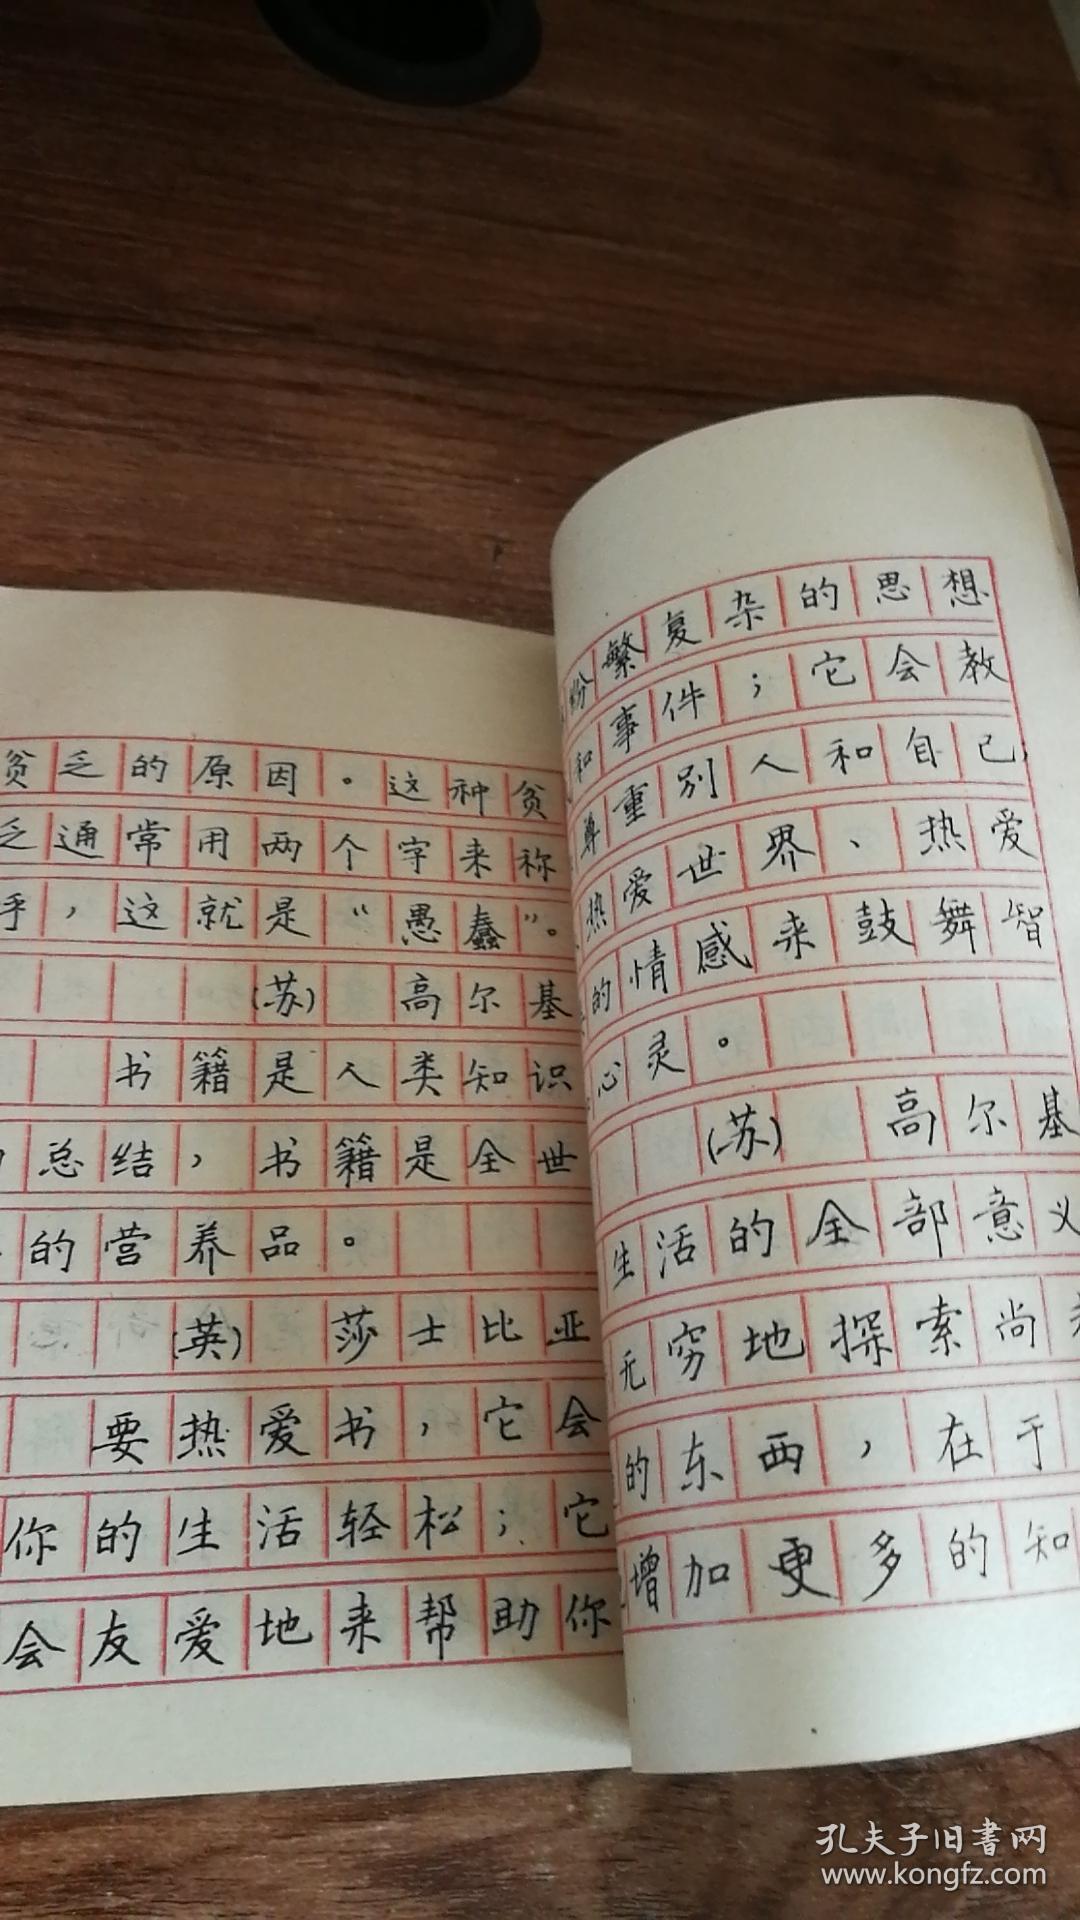 贫乏的原因。这种贫
乏通常用两个字来称
乎，这就是“愚蠢”。
(苏) 高尔基
书籍是人类知识
总结，书籍是全世
的营养品。
(英) 莎士比亚
要热爱书，它会
你的生活轻松；它
会友爱地来帮助你
纷繁复杂的思想
和事件；它会教
尊重别人和自己，
热爱世界、热爱
的情感来鼓舞智
心灵。
(苏) 高尔基
生活的全部意义
无穷地探索尚
的东西，在于
增加更多的知
孔夫子旧書网
www.kongfz.com